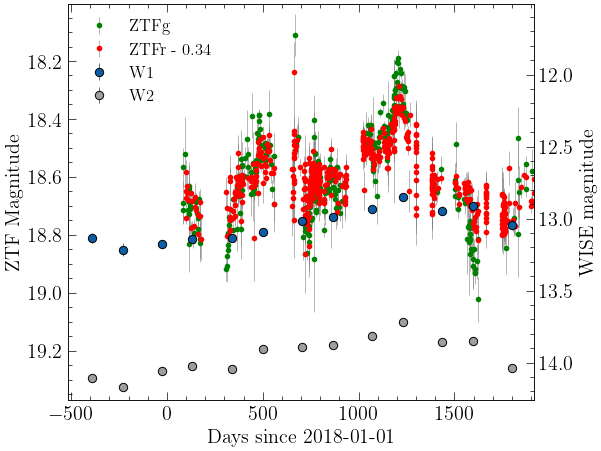 ZTFg
ZTFr - 0.34
W1
W2
ZTF Magnitude
18.2
18.4
18.6
18.8
19.0
19.2
12.0
12.5
13.0
13.5
14.0
WISE magnitude
−500
0
500
1000
1500
Days since 2018-01-01